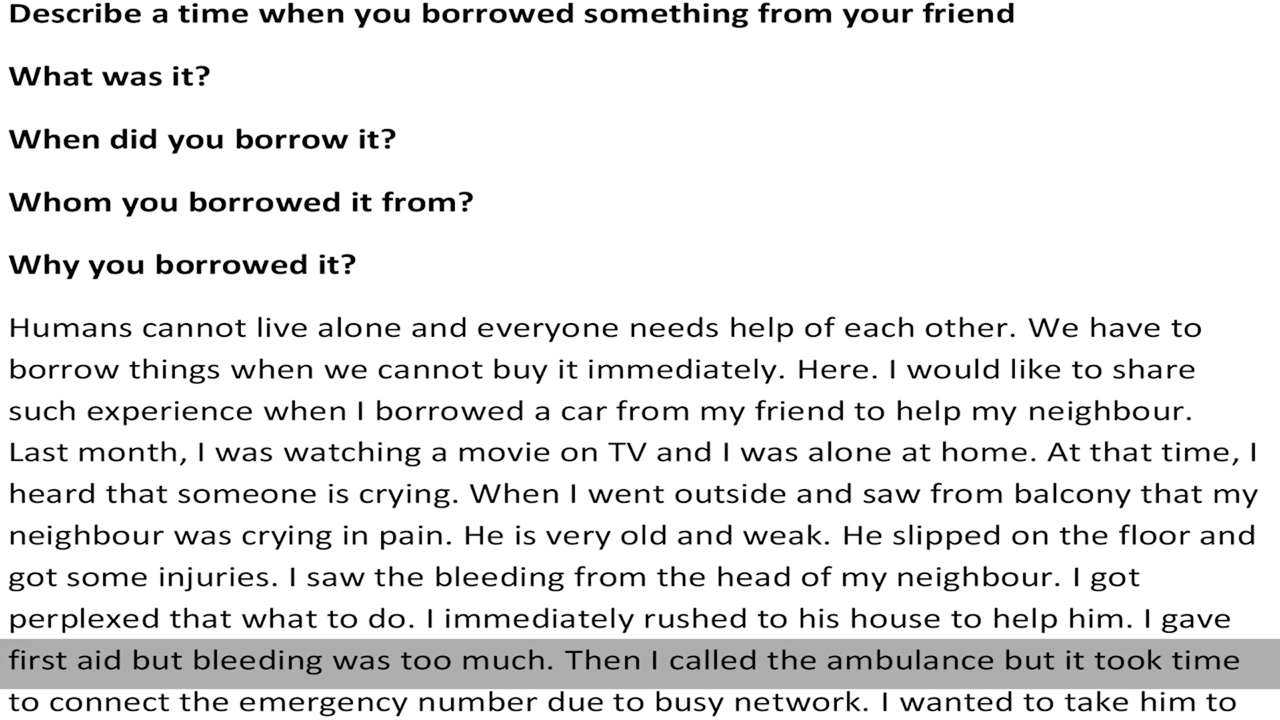 Describe a time when you borrowed something from your friend
What was it?
When did you borrow it?
Whom you borrowed it from?
Why you borrowed it?
Humans cannot live alone and everyone needs help of each other. We have to
borrow things when we cannot buy it immediately. Here. I would like to share
such experience when I borrowed a car from my friend to help my neighbour.
Last month, I was watching a movie on TV and I was alone at home. At that time, I
heard that someone is crying. When I went outside and saw from balcony that my
neighbour was crying in pain. He is very old and weak. He slipped on the floor and
got some injuries. I saw the bleeding from the head of my neighbour. I got
perplexed that what to do. I immediately rushed to his house to help him. I gave
first aid but bleeding was too much. Then I called the ambulance but it took time
to connect the emergency number due to busy network. I wanted to take him to